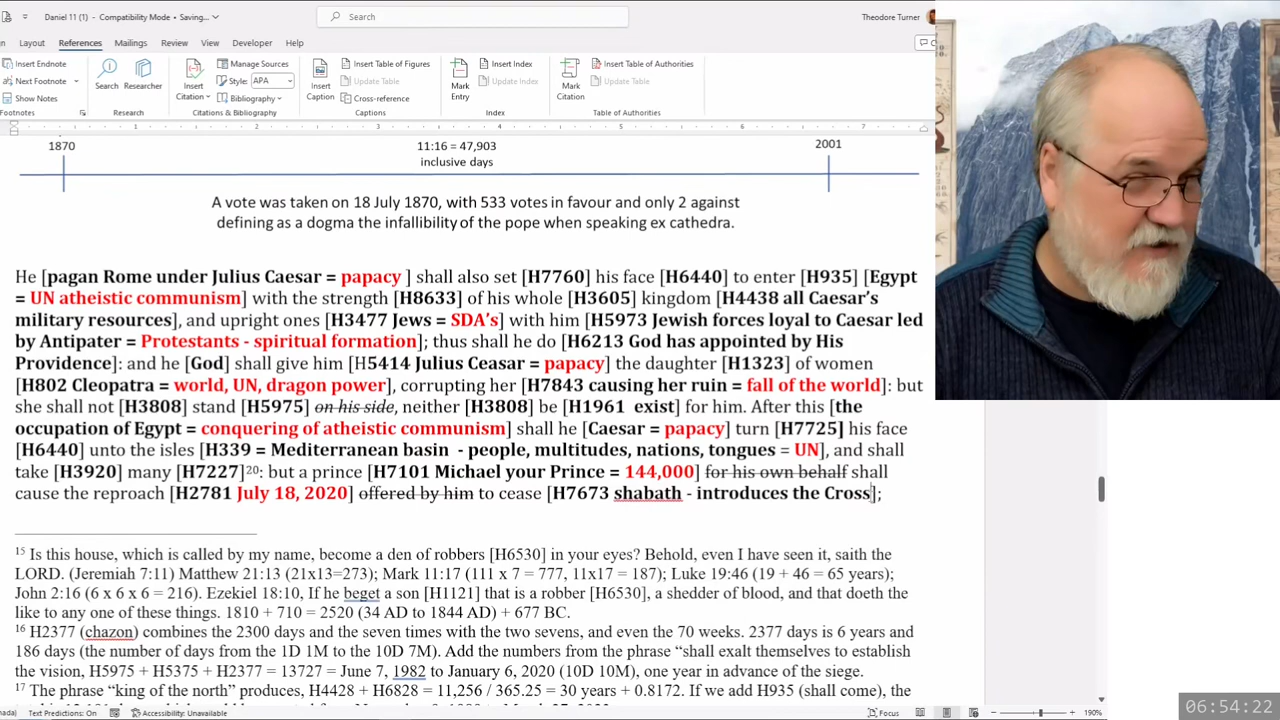 Daniel 11 (1) - Compatibility Mode • Saving...
Search
Theodore Turner
Layout References Mailings Review View Developer Help
Insert Endnote
Next Footnote
Show Notes
Footnotes
Search
Researcher
Research
Insert Citation
Manage Sources
Style: APA
Bibliography
Citations & Bibliography
Insert Caption
Insert Table of Figures
Update Table
Cross-reference
Captions
Mark Entry
Insert Index
Update Index
Index
Mark Citation
Insert Table of Authorities
Update Table
Table of Authorities
1 2 3 4 5 6 7
1870
11:16 = 47,903
inclusive days
2001
A vote was taken on 18 July 1870, with 533 votes in favour and only 2 against
defining as a dogma the infallibility of the pope when speaking ex cathedra.
He [pagan Rome under Julius Caesar = papacy ] shall also set [H7760] his face [H6440] to enter [H935] [Egypt
= UN atheistic communism] with the strength [H8633] of his whole [H3605] kingdom [H4438 all Caesar's
military resources], and upright ones [H3477 Jews = SDA's] with him [H5973 Jewish forces loyal to Caesar led
by Antipater = Protestants - spiritual formation]; thus shall he do [H6213 God has appointed by His
Providence]: and he [God] shall give him [H5414 Julius Ceasar = papacy] the daughter [H1323] of women
[H802 Cleopatra = world, UN, dragon power], corrupting her [H7843 causing her ruin = fall of the world]: but
she shall not [H3808] stand [H5975] on his side, neither [H3808] be [H1961 exist] for him. After this [the
occupation of Egypt = conquering of atheistic communism] shall he [Caesar = papacy] turn [H7725] his face
[H6440] unto the isles [H339 = Mediterranean basin - people, multitudes, nations, tongues = UN], and shall
take [H3920] many [H7227]20: but a prince [H7101 Michael your Prince = 144,000] for his own behalf shall
cause the reproach [H2781 July 18, 2020] offered by him to cease [H7673 shabath - introduces the Cross];
15 Is this house, which is called by my name, become a den of robbers [H6530] in your eyes? Behold, even I have seen it, saith the
LORD. (Jeremiah 7:11) Matthew 21:13 (21x13=273); Mark 11:17 (111 x 7 = 777, 11x17 = 187); Luke 19:46 (19 + 46 = 65 years);
John 2:16 (6 x 6 x 6 = 216). Ezekiel 18:10, If he beget a son [H1121] that is a robber [H6530], a shedder of blood, and that doeth the
like to any one of these things. 1810 + 710 = 2520 (34 AD to 1844 AD) + 677 BC.
16 H2377 (chazon) combines the 2300 days and the seven times with the two sevens, and even the 70 weeks. 2377 days is 6 years and
186 days (the number of days from the 1D 1M to the 10D 7M). Add the numbers from the phrase “shall exalt themselves to establish
the vision, H5975 + H5375 + H2377 = 13727 = June 7, 1982 to January 6, 2020 (10D 10M), one year in advance of the siege.
17 The phrase “king of the north” produces, H4428 + H6828 = 11,256 / 365.25 = 30 years + 0.8172. If we add H935 (shall come), the
Text Predictions: On
Accessibility: Unavailable
Focus
190%
06:54:22